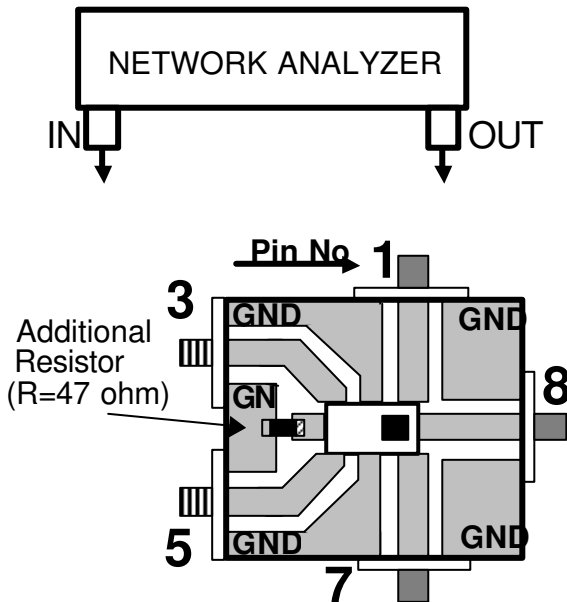 NETWORK ANALYZER
IN
OUT
Pin No
1
3
GND
GND
Additional
Resistor
(R=47 ohm)
GN
8
5
GND
GND
7